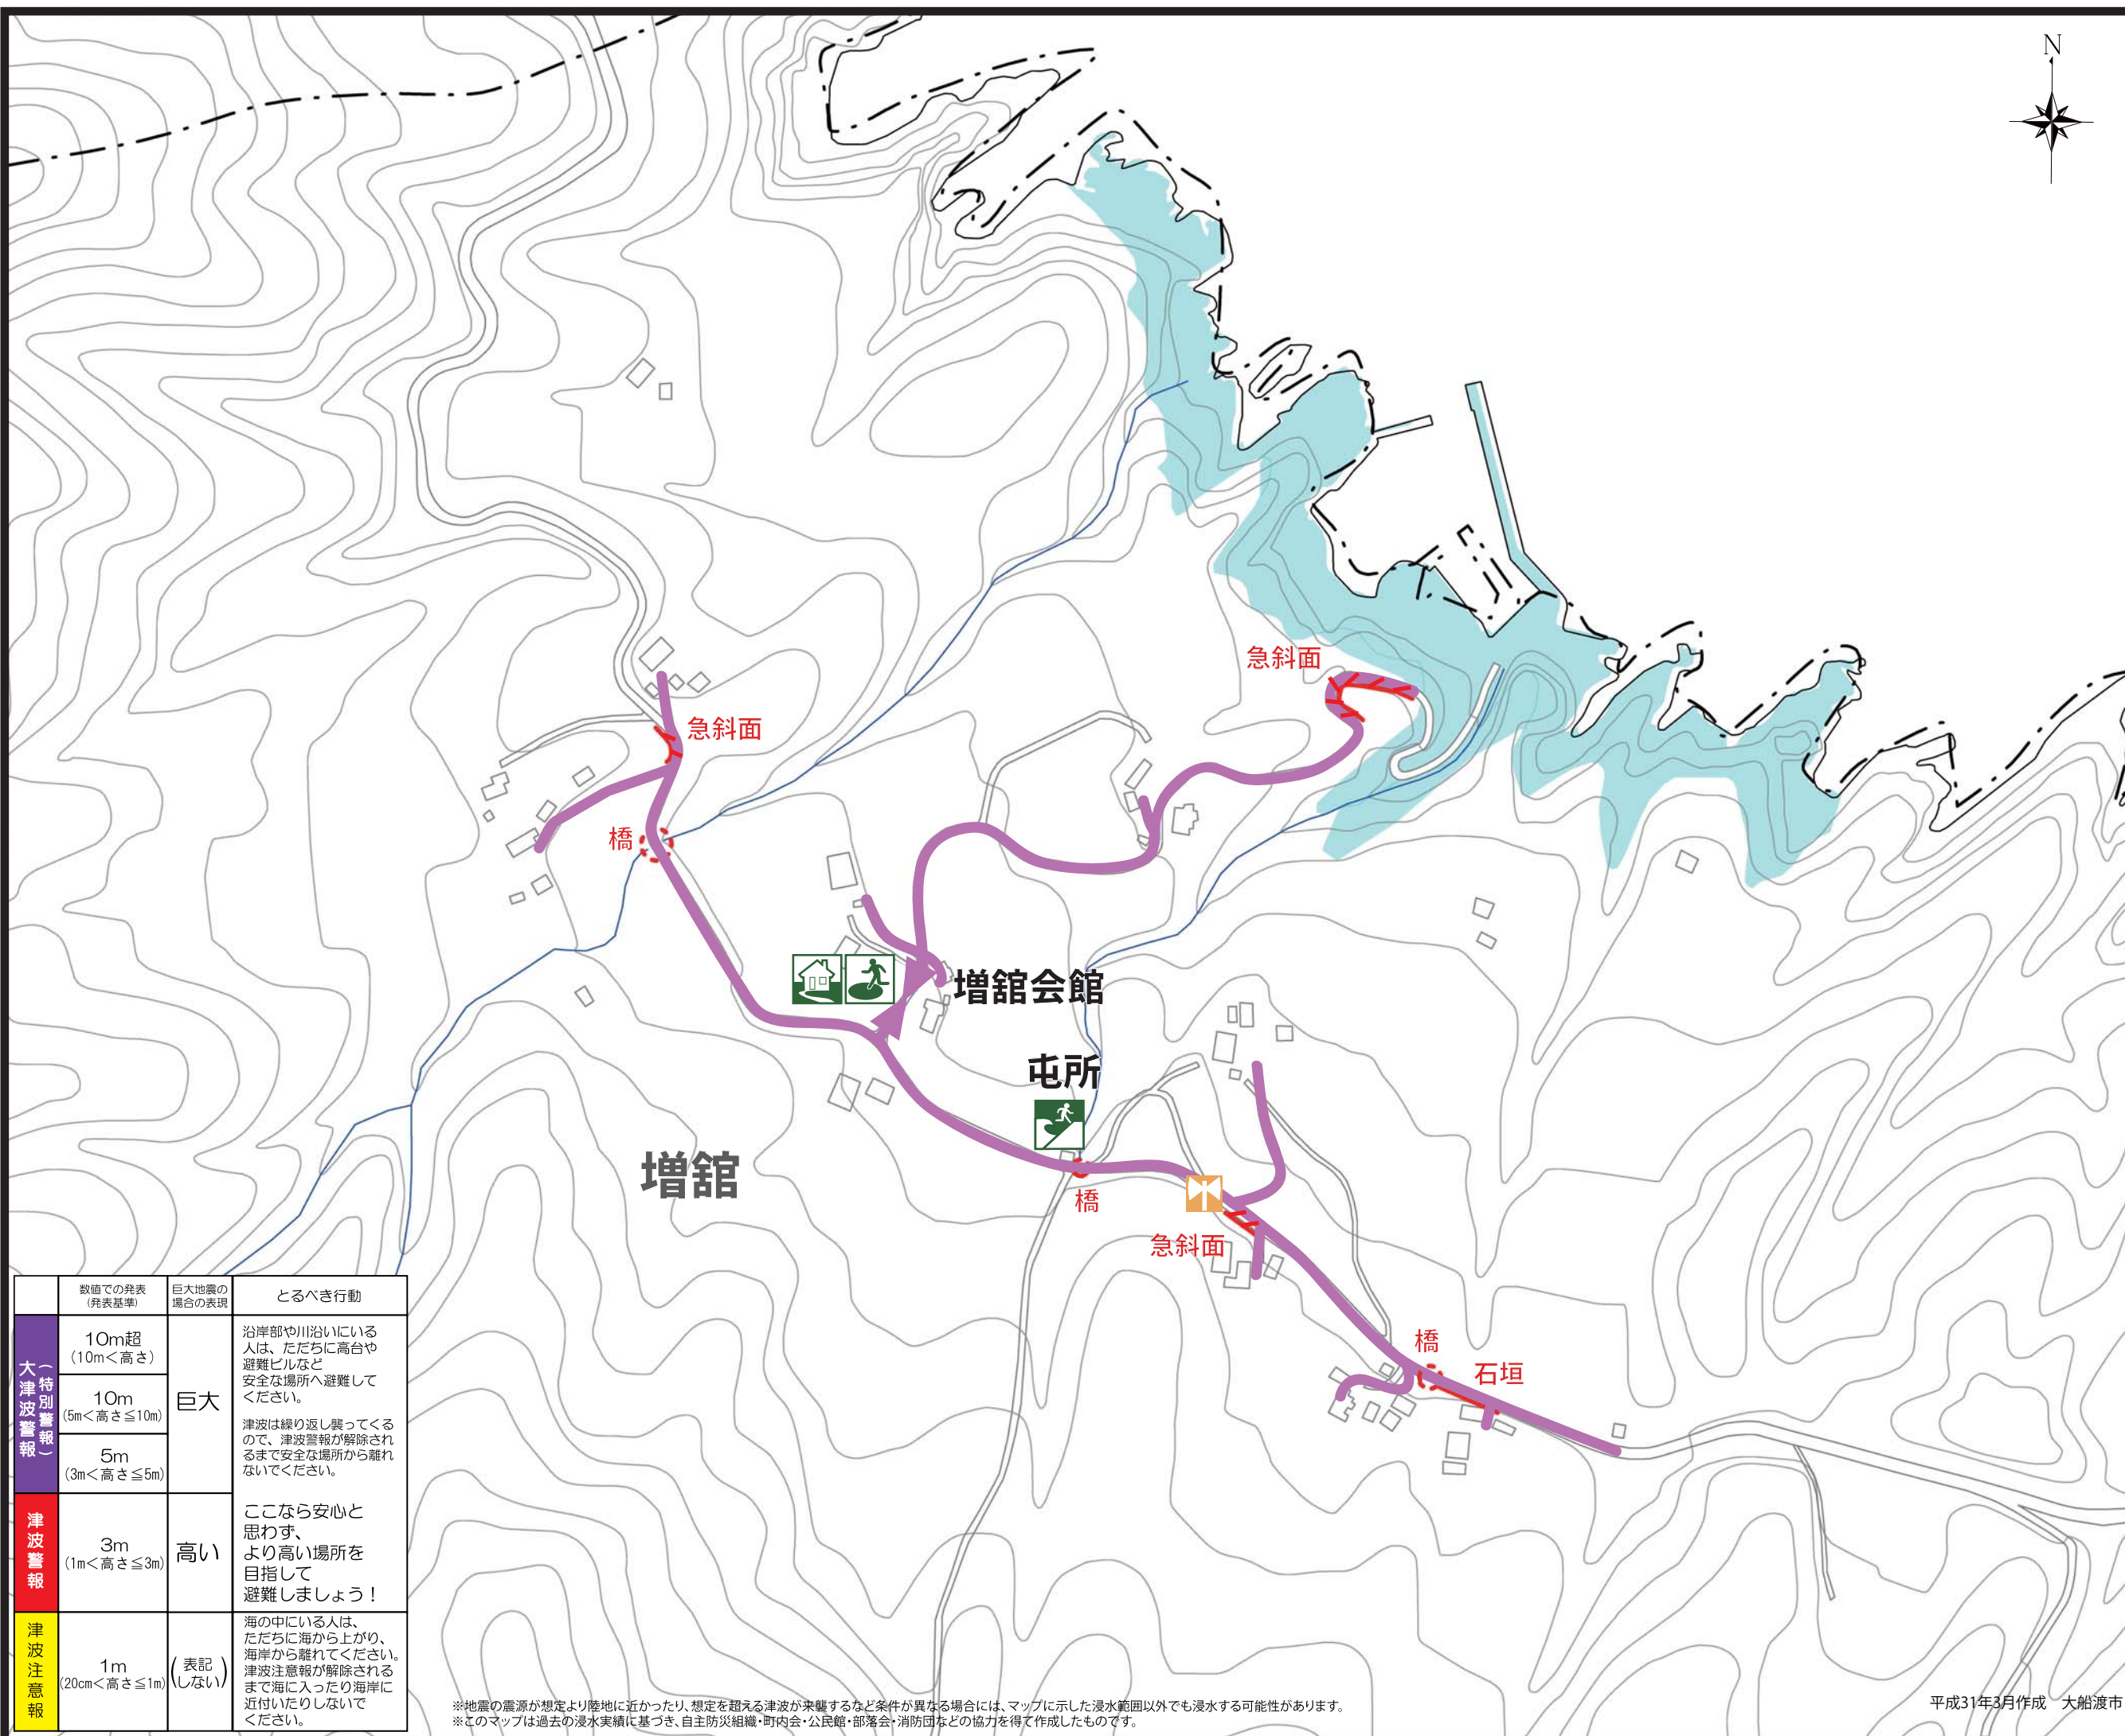 N
急斜面
急斜面
橋
増舘会館
屯所
増舘
橋
急斜面
橋
石垣
数値での発表
(発表基準)
巨大地震の
場合の表現
とるべき行動
大津波警報
(特別警報)
10m超
(10m＜高さ)
10m
(5m＜高さ≦10m)
5m
(3m＜高さ≦5m)
巨大
沿岸部や川沿いにいる
人は、ただちに高台や
避難ビルなど
安全な場所へ避難して
ください。
津波は繰り返し襲ってくる
ので、津波警報が解除され
るまで安全な場所から離れ
ないでください。
津波警報
3m
(1m＜高さ≦3m)
高い
ここなら安心と
思わず、
より高い場所を
目指して
避難しましょう！
津波注意報
1m
(20cm＜高さ≦1m)
(表記
しない)
海の中にいる人は、
ただちに海から上がり、
海岸から離れてください。
津波注意報が解除される
まで海に入ったり海岸に
近付いたりしないで
ください。
※地震の震源が想定より陸地に近かったり、想定を超える津波が来襲するなど条件が異なる場合には、マップに示した浸水範囲以外でも浸水する可能性があります。
※このマップは過去の浸水実績に基づき、自主防災組織・町内会・公民館・部落会・消防団などの協力を得て作成したものです。
平成31年3月作成　大船渡市